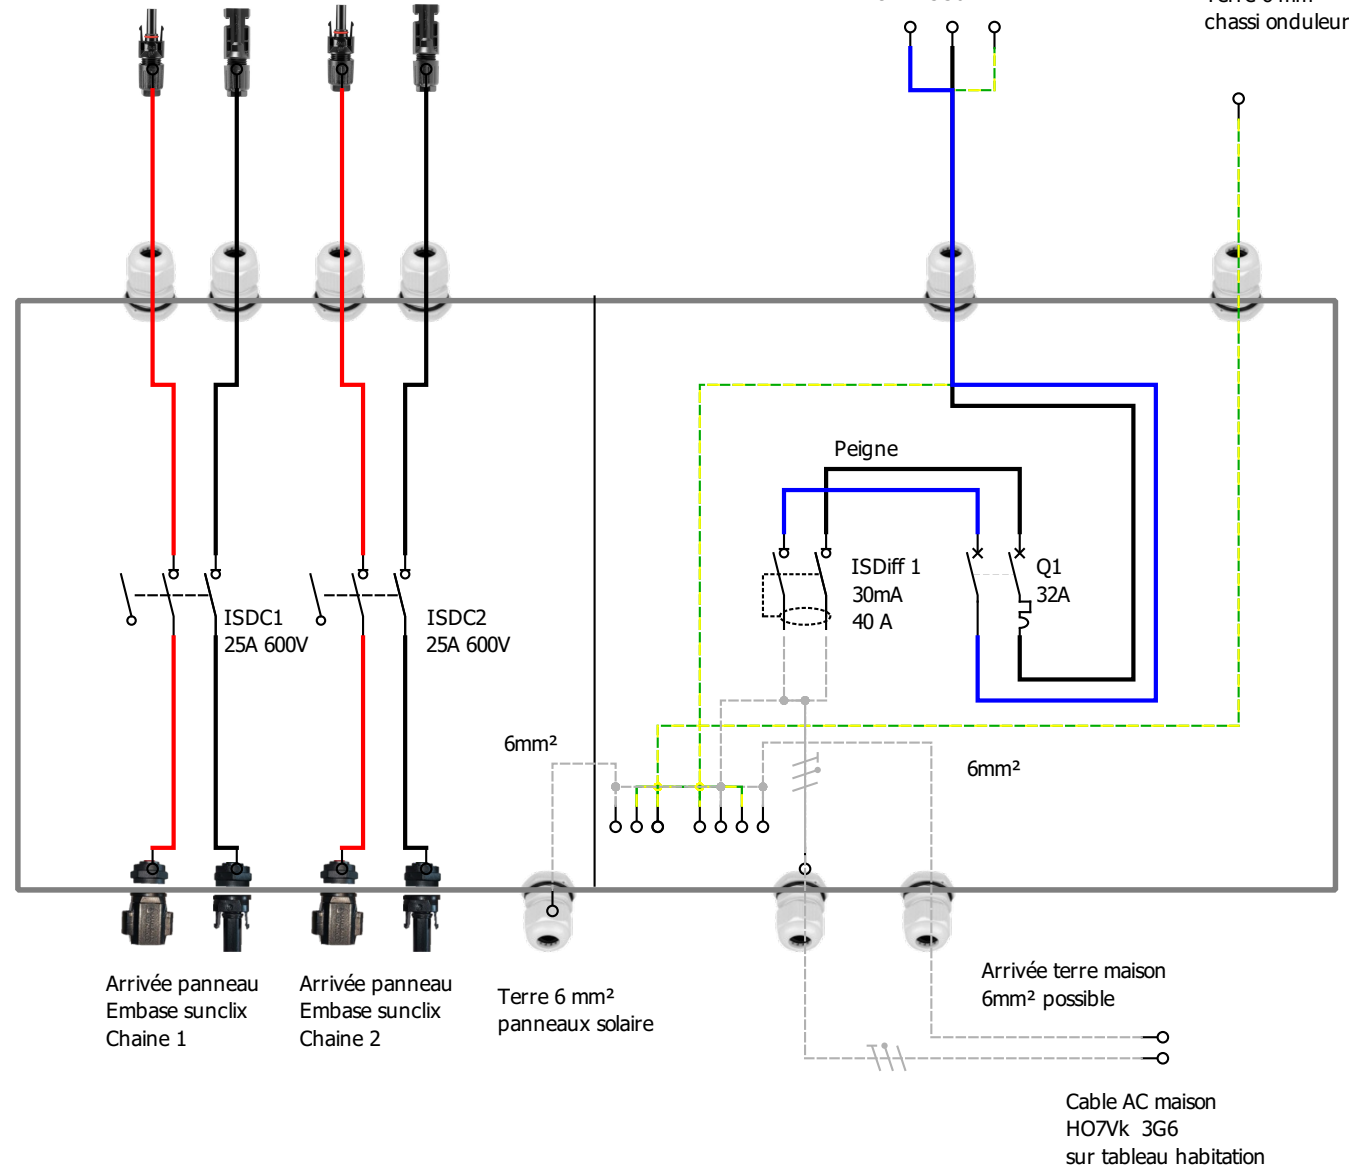 chassi onduleur
Peigne
ISDiff 1
30mA
40 A
Q1
32A
ISDC1
25A 600V
ISDC2
25A 600V
6mm²
6mm²
Arrivée panneau
Embase sunclix
Chaine 1
Arrivée panneau
Embase sunclix
Chaine 2
Terre 6 mm²
panneaux solaire
Arrivée terre maison
6mm² possible
Cable AC maison
HO7Vk 3G6
sur tableau habitation